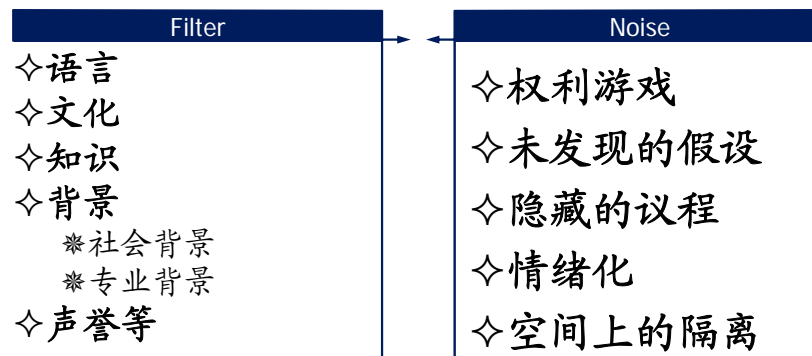 Filter
✧语言
✧文化
✧知识
✧背景
❃社会背景
❃专业背景
✧声誉等
Noise
✧权利游戏
✧未发现的假设
✧隐藏的议程
✧情绪化
✧空间上的隔离